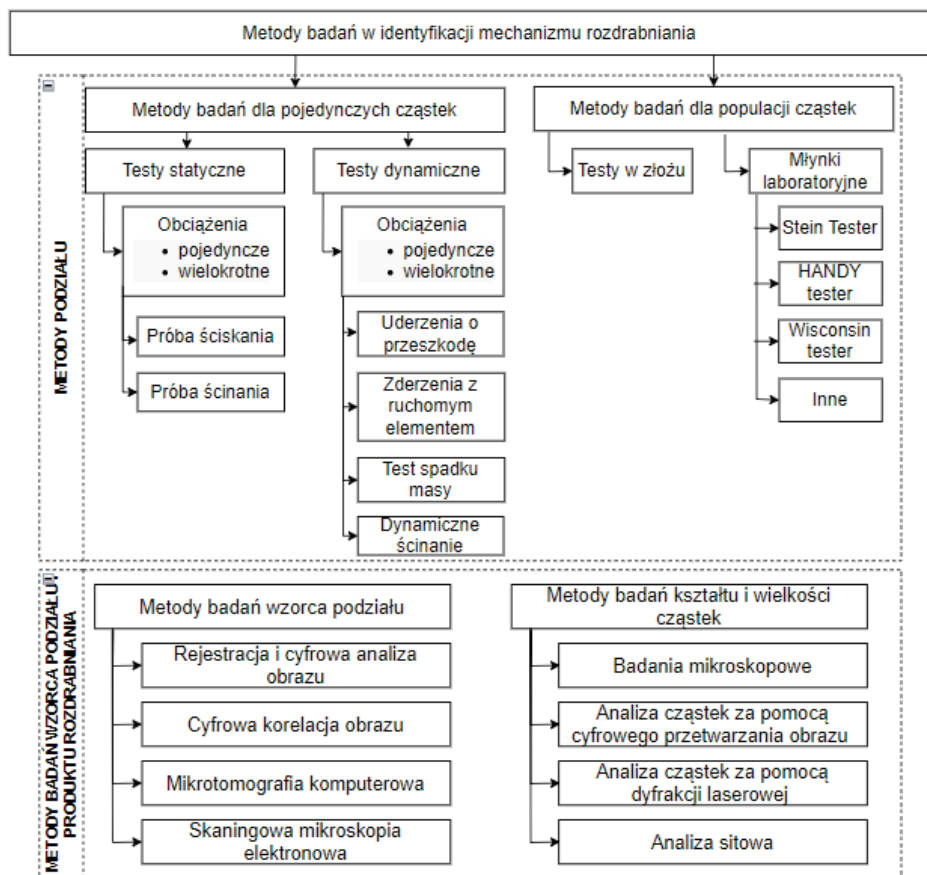 Metody badań w identyfikacji mechanizmu rozdrabniania
METODY PODZIAŁU
Metody badań dla pojedynczych cząstek
Metody badań dla populacji cząstek
Testy statyczne
Testy dynamiczne
Testy w złożu
Młynki
laboratoryjne
Obciążenia
• pojedyncze
• wielokrotne
Próba ściskania
Próba ścinania
Obciążenia
• pojedyncze
• wielokrotne
Uderzenia o
przeszkodę
Zderzenia z
ruchomym
elementem
Test spadku
masy
Dynamiczne
ścinanie
Stein Tester
HANDY
tester
Wisconsin
tester
Inne
METODY BADAŃ WZORCA PODZIAŁU I
PRODUKTU ROZDRABNIANIA
Metody badań wzorca podziału
Rejestracja i cyfrowa analiza
obrazu
Cyfrowa korelacja obrazu
Mikrotomografia komputerowa
Skaningowa mikroskopia
elektronowa
Metody badań kształtu i wielkości
cząstek
Badania mikroskopowe
Analiza cząstek za pomocą
cyfrowego przetwarzania obrazu
Analiza cząstek za pomocą
dyfrakcji laserowej
Analiza sitowa